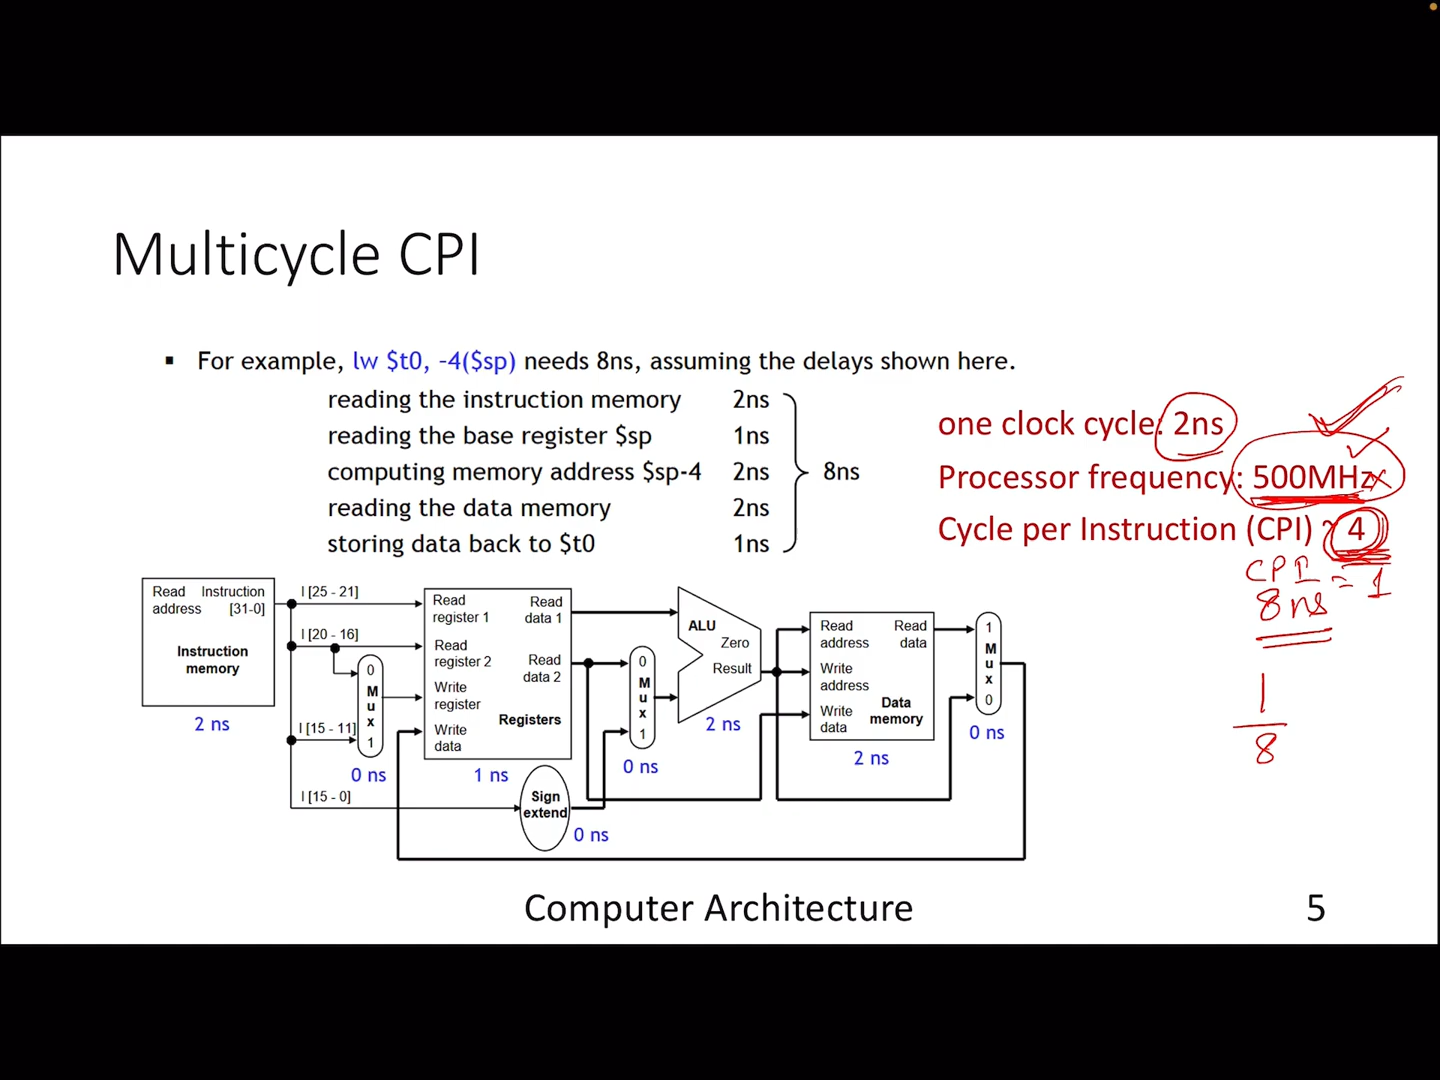 Multicycle CPI
▪ For example, lw $t0, -4($sp) needs 8ns, assuming the delays shown here.
reading the instruction memory 2ns
reading the base register $sp 1ns
computing memory address $sp-4 2ns
reading the data memory 2ns
storing data back to $t0 1ns
8ns
one clock cycle: 2ns
Processor frequency: 500MHz
Cycle per Instruction (CPI) ~ 4
CPI = 1
8ns
1
8
Read address
Instruction [31-0]
Instruction memory
2 ns
I [25 - 21]
I [20 - 16]
I [15 - 11]
I [15 - 0]
0
M
u
x
1
0 ns
Read register 1
Read data 1
Read register 2
Read data 2
Write register
Registers
Write data
1 ns
Sign extend
0 ns
0
M
u
x
1
0 ns
ALU
Zero
Result
2 ns
Read address
Read data
Write address
Write data
Data memory
2 ns
1
M
u
x
0
0 ns
Computer Architecture
5